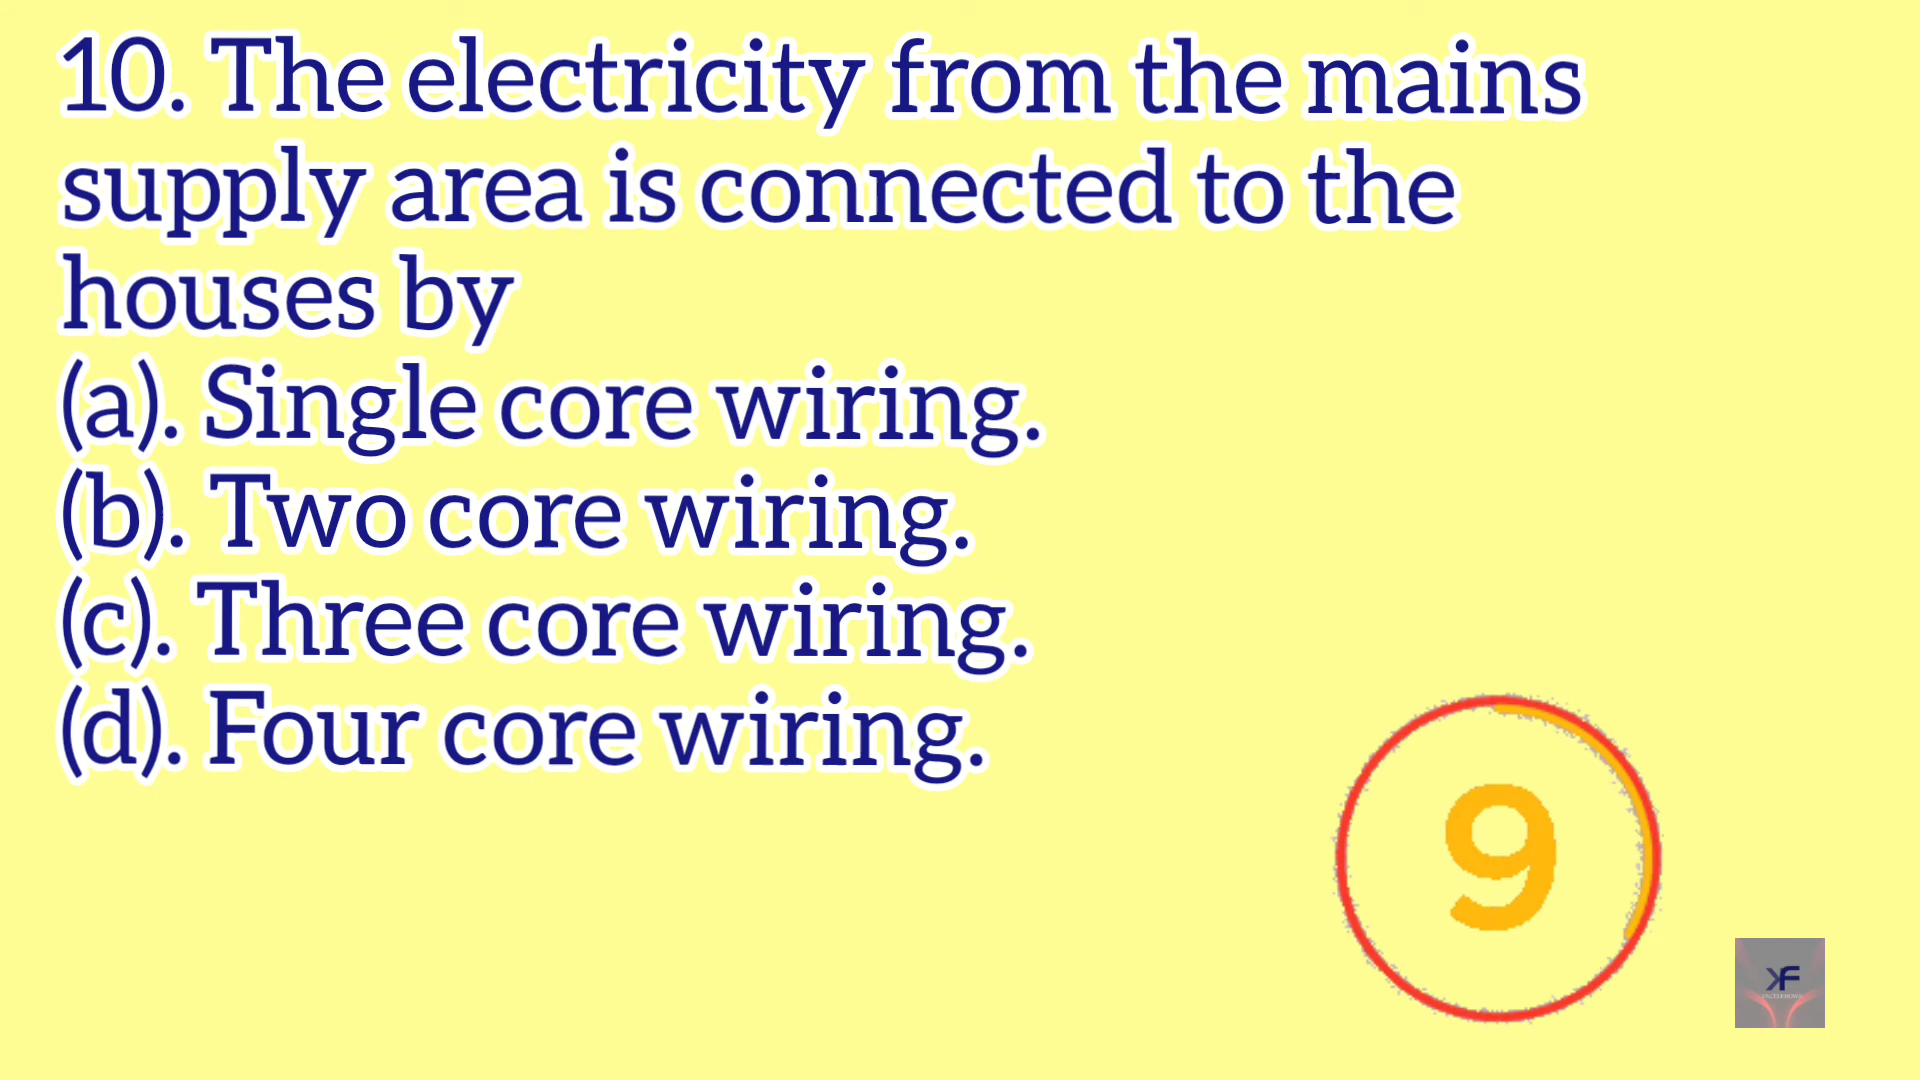 10. The electricity from the mains
supply area is connected to the
houses by
(a). Single core wiring.
(b). Two core wiring.
(c). Three core wiring.
(d). Four core wiring.
9
KF